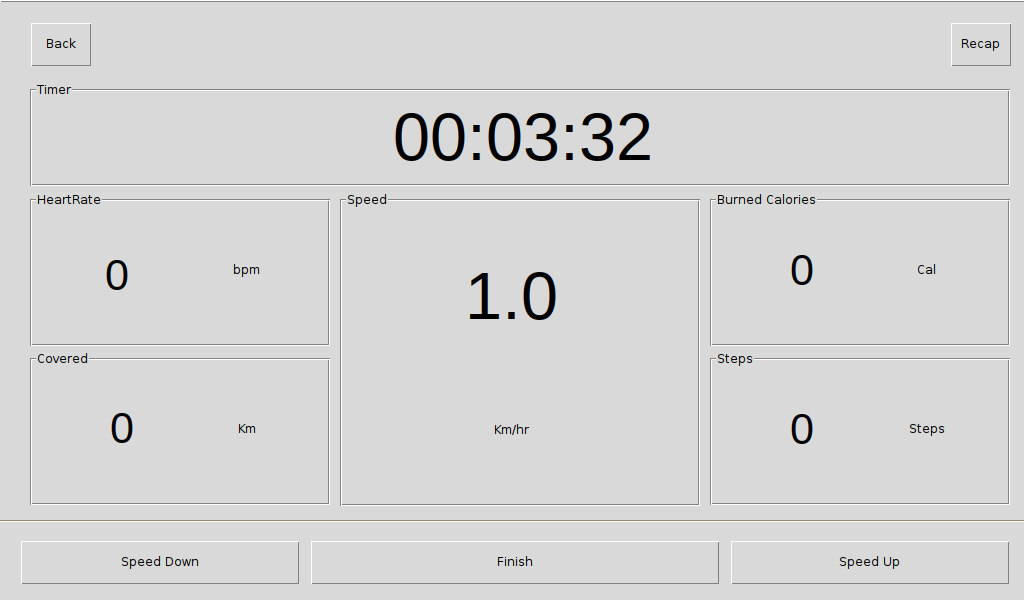 Back
Recap
Timer
00:03:32
HeartRate
0 bpm
Speed
1.0
Km/hr
Burned Calories
0 Cal
Covered
0 Km
Steps
0 Steps
Speed Down
Finish
Speed Up